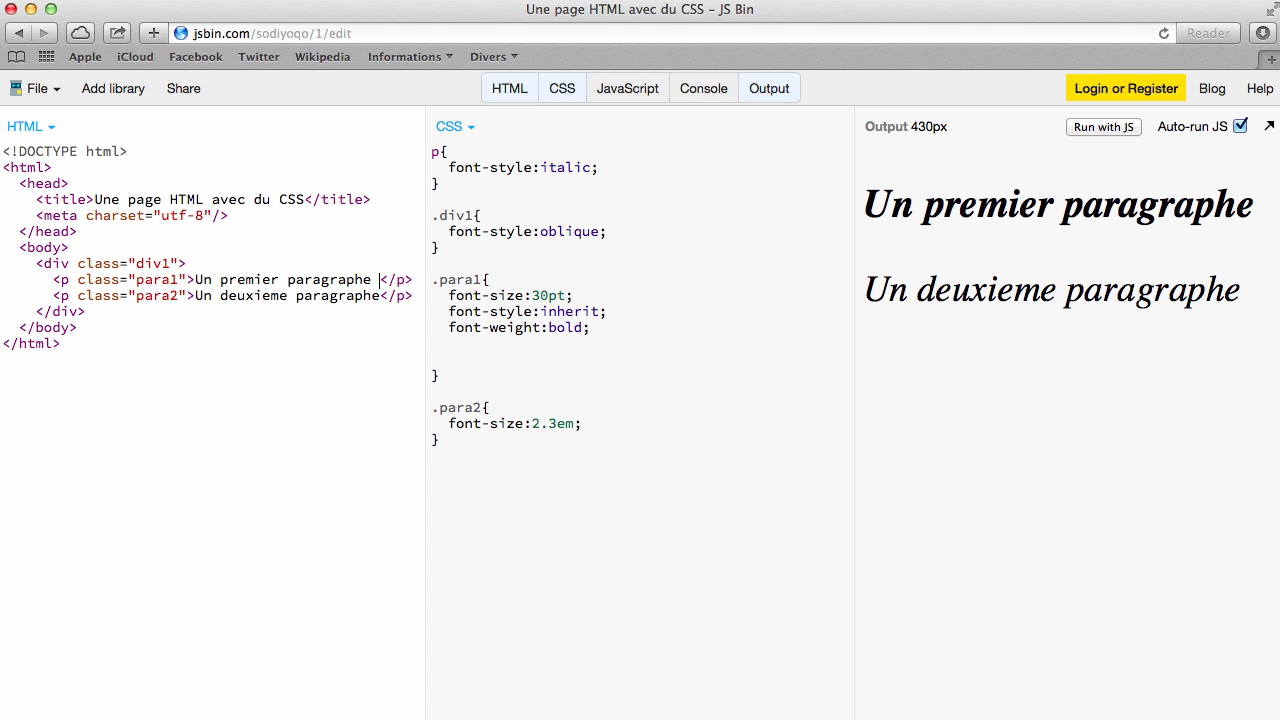 Une page HTML avec du CSS – JS Bin
jsbin.com/sodiyoqo/1/edit
Reader
Apple iCloud Facebook Twitter Wikipedia Informations Divers
File Add library Share
HTML CSS JavaScript Console Output
Login or Register Blog Help
HTML
<!DOCTYPE html>
<html>
<head>
<title>Une page HTML avec du CSS</title>
<meta charset="utf-8"/>
</head>
<body>
<div class="div1">
<p class="para1">Un premier paragraphe </p>
<p class="para2">Un deuxieme paragraphe</p>
</div>
</body>
</html>
CSS
p{
font-style:italic;
}
.div1{
font-style:oblique;
}
.para1{
font-size:30pt;
font-style:inherit;
font-weight:bold;
}
.para2{
font-size:2.3em;
}
Output 430px
Run with JS
Auto-run JS
Un premier paragraphe
Un deuxieme paragraphe